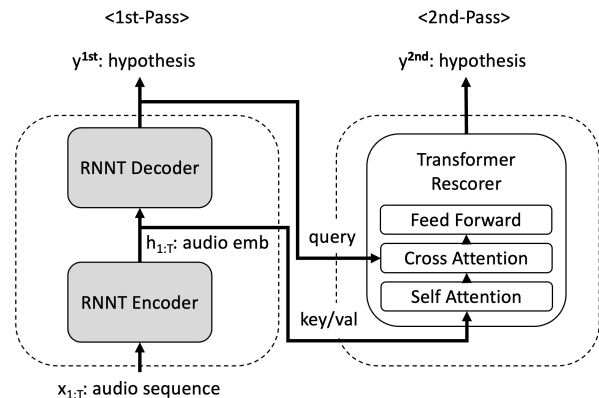 <1st-Pass>
<2nd-Pass>
y1st: hypothesis
y2nd: hypothesis
RNNT Decoder
h1:T: audio emb
RNNT Encoder
x1:T: audio sequence
query
key/val
Transformer
Rescorer
Feed Forward
Cross Attention
Self Attention